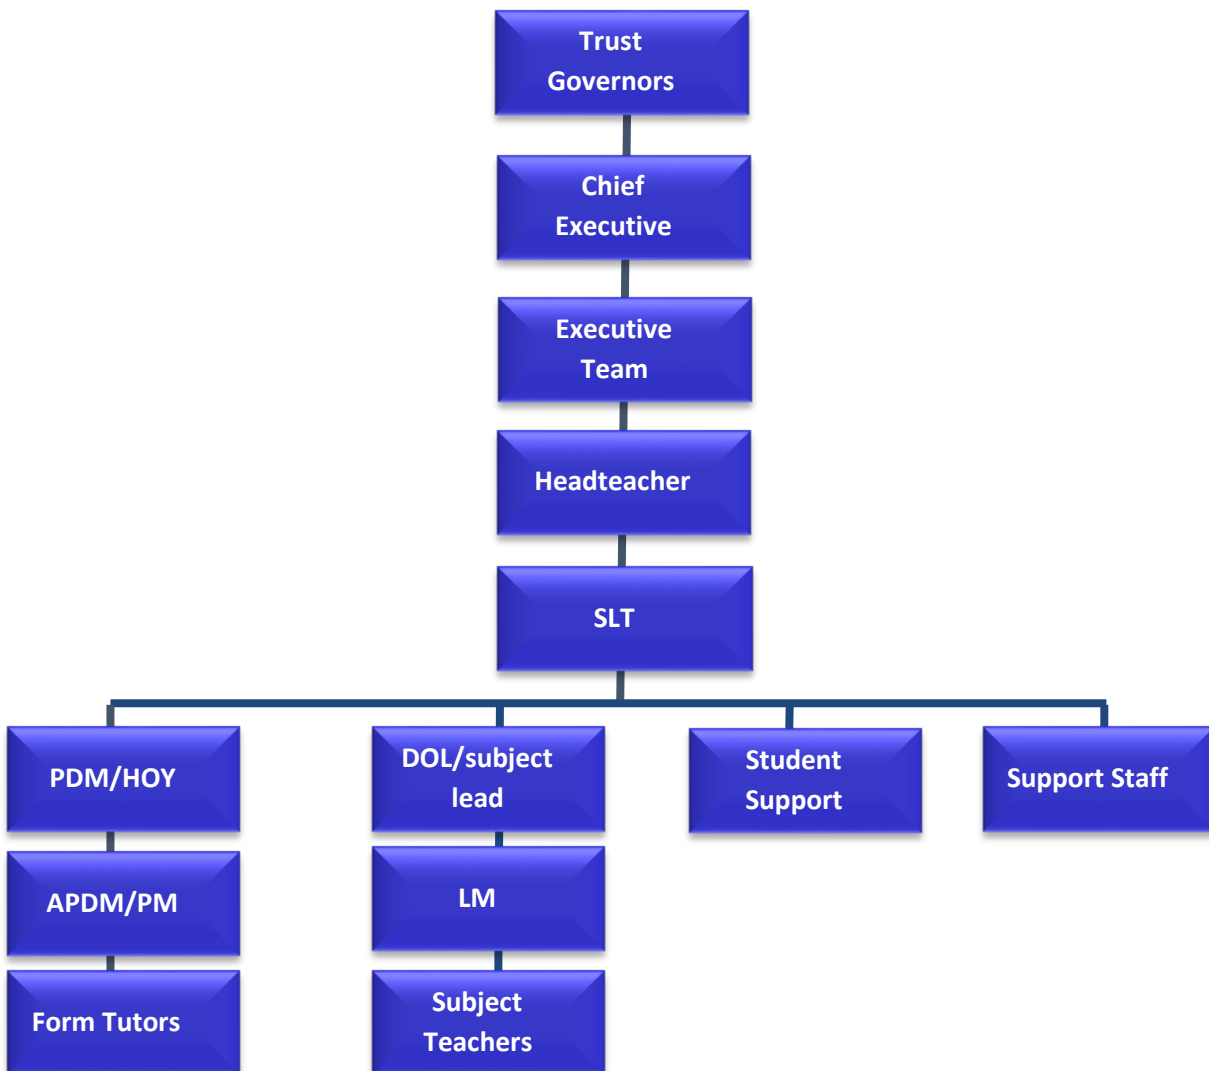 Trust
Governors
Chief
Executive
Executive
Team
Headteacher
SLT
PDM/HOY
DOL/subject
lead
Student
Support
Support Staff
APDM/PM
LM
Form Tutors
Subject
Teachers